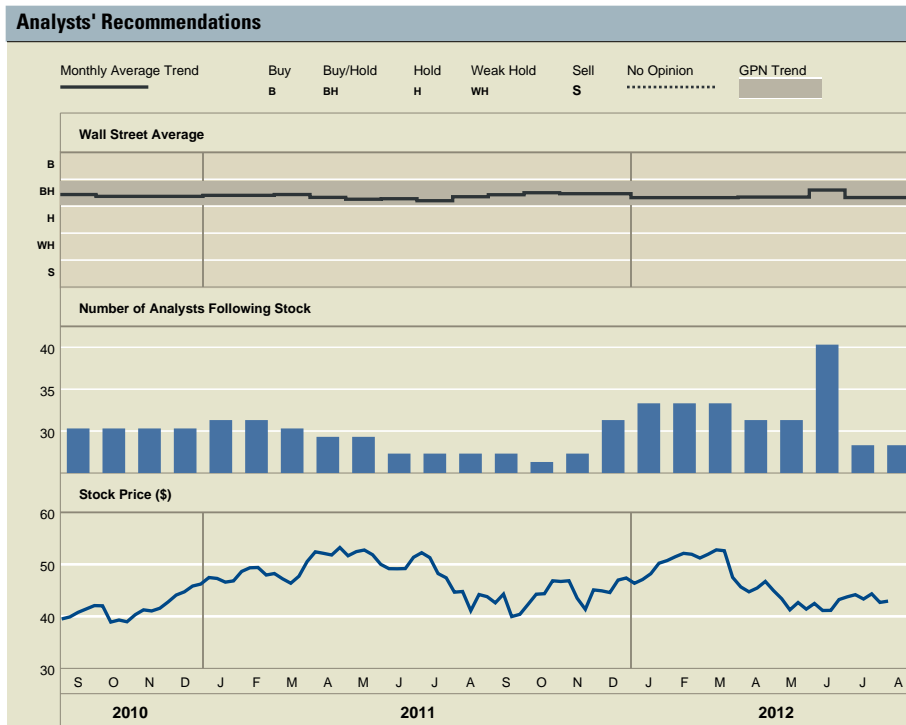 Analysts' Recommendations
Monthly Average Trend Buy Buy/Hold Hold Weak Hold Sell No Opinion GPN Trend
B BH H WH S
Wall Street Average
B
BH
H
WH
S
Number of Analysts Following Stock
40
35
30
Stock Price ($)
60
50
40
30
S O N D J F M A M J J A S O N D J F M A M J J A
2010 2011 2012